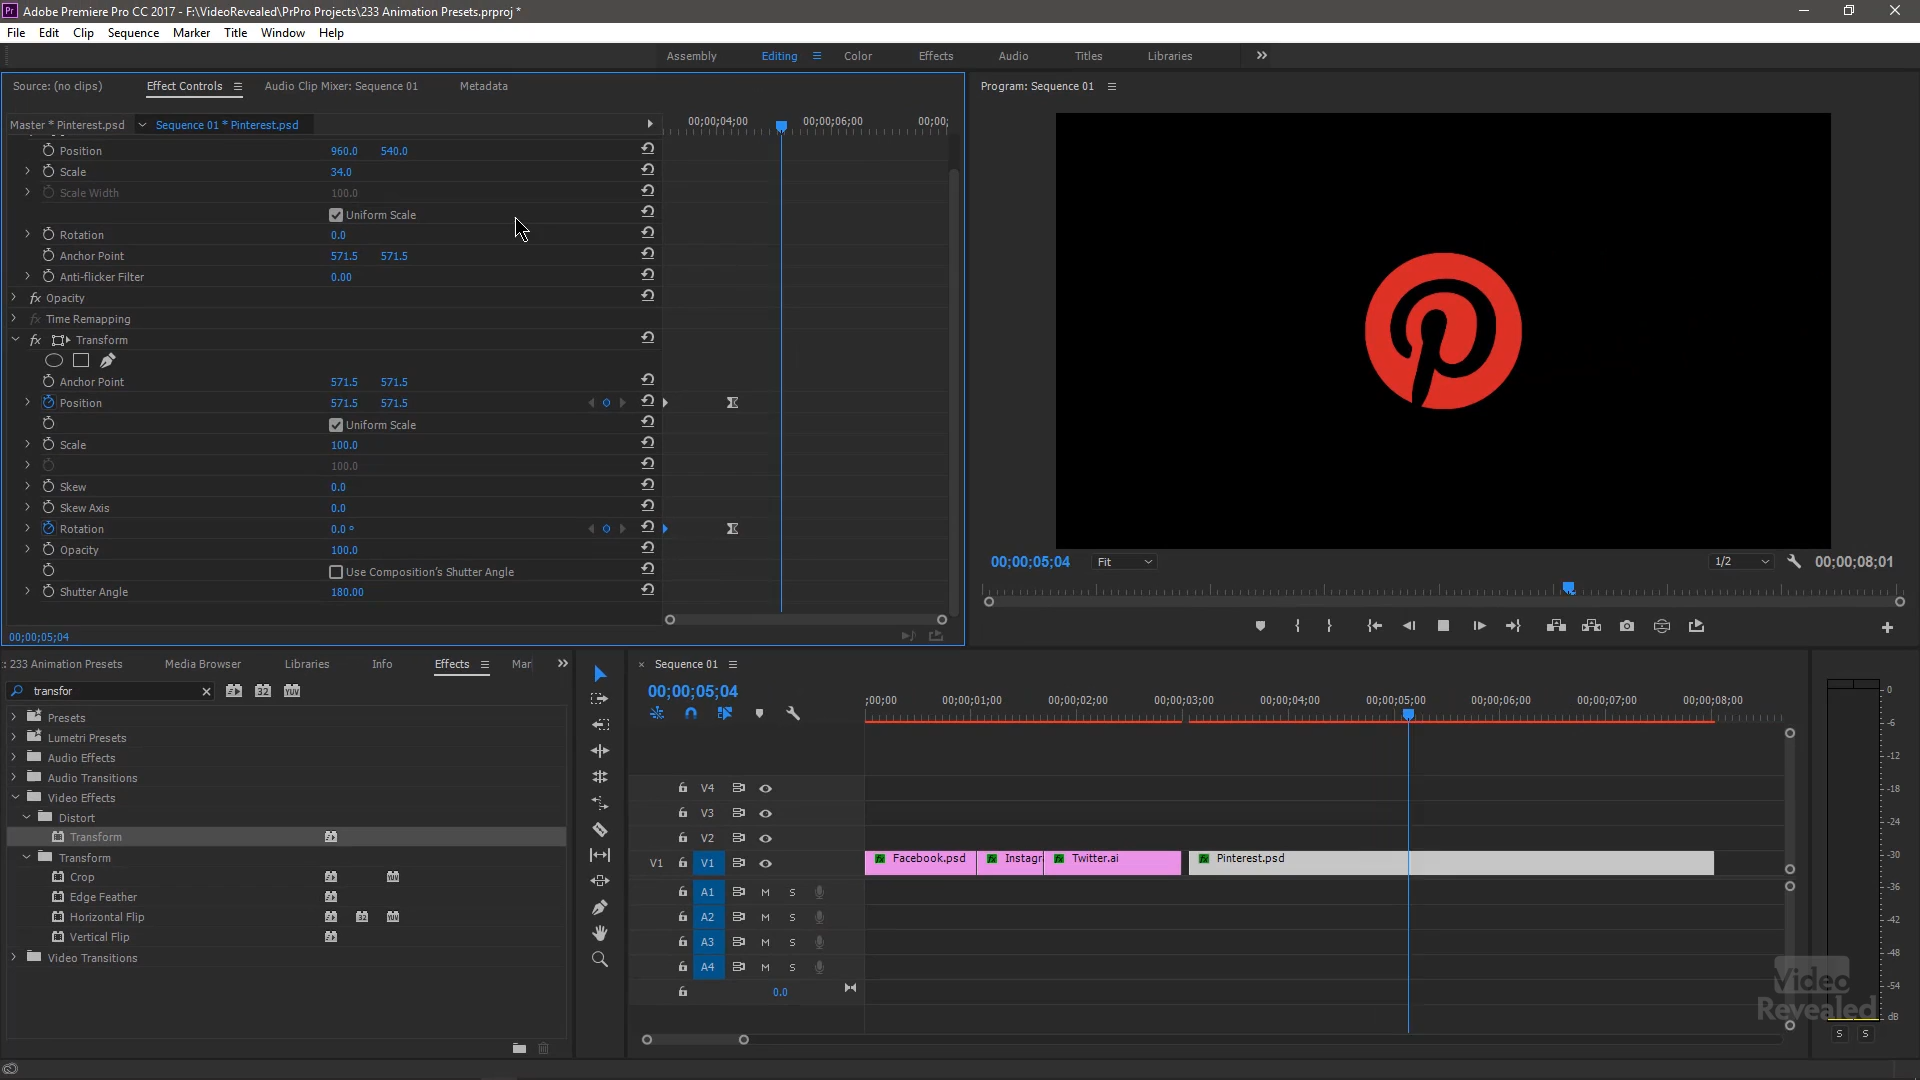 Pr Adobe Premiere Pro CC 2017 - F:\VideoRevealed\PrPro Projects\233 Animation Presets.prproj *
File Edit Clip Sequence Marker Title Window Help
Assembly Editing Color Effects Audio Titles Libraries
Source: (no clips) Effect Controls Audio Clip Mixer: Sequence 01 Metadata
Program: Sequence 01
Master * Pinterest.psd Sequence 01 * Pinterest.psd
00;00;04;00 00;00;06;00 00;00;
Position 960.0 540.0
Scale 34.0
Scale Width 100.0
Uniform Scale
Rotation 0.0
Anchor Point 571.5 571.5
Anti-flicker Filter 0.00
fx Opacity
fx Time Remapping
fx Transform
Anchor Point 571.5 571.5
Position 571.5 571.5
Uniform Scale
Scale 100.0
100.0
Skew 0.0
Skew Axis 0.0
Rotation 0.0 °
Opacity 100.0
Use Composition's Shutter Angle
Shutter Angle 180.00
00;00;05;04
00;00;05;04 Fit 1/2 00;00;08;01
: 233 Animation Presets Media Browser Libraries Info Effects Mar
transfor 32 YUV
Presets
Lumetri Presets
Audio Effects
Audio Transitions
Video Effects
Distort
Transform
Transform
Crop
Edge Feather
Horizontal Flip 32
Vertical Flip
Video Transitions
× Sequence 01
00;00;05;04
;00;00 00;00;01;00 00;00;02;00 00;00;03;00 00;00;04;00 00;00;05;00 00;00;06;00 00;00;07;00 00;00;08;00
V4
V3
V2
V1 V1 Facebook.psd Instagr Twitter.ai Pinterest.psd
A1 M S
A2 M S
A3 M S
A4 M S
0.0
0
-6
-12
-18
-24
-30
-36
-42
-48
-54
dB
S S
Video
Revealed